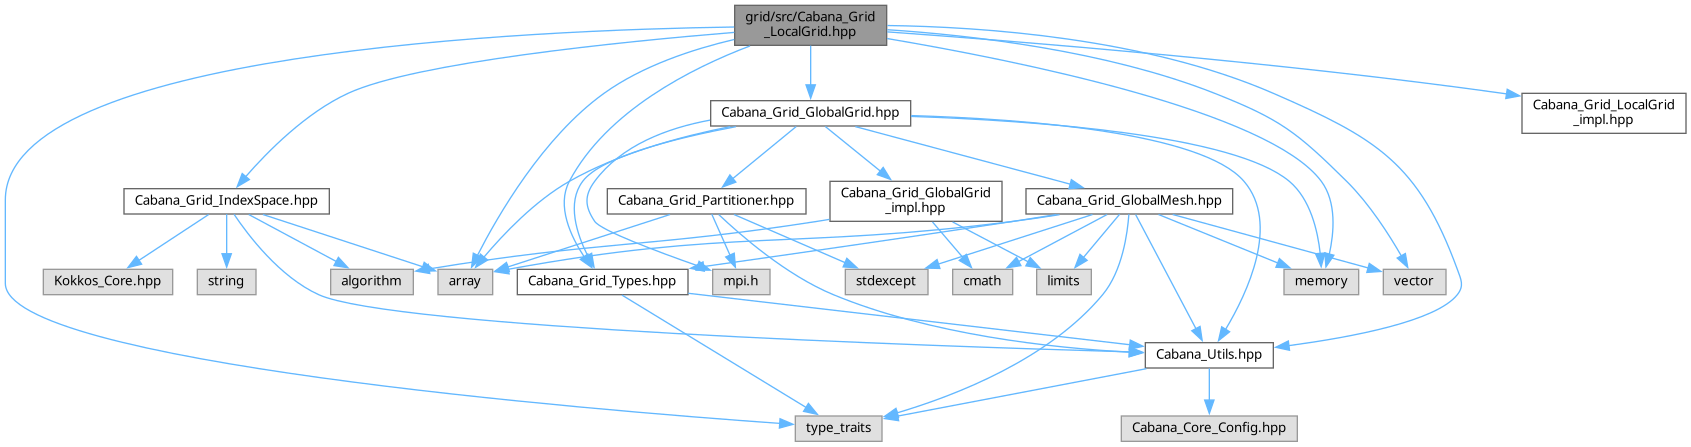 grid/src/Cabana_Grid
_LocalGrid.hpp
Cabana_Grid_GlobalGrid.hpp
Cabana_Grid_LocalGrid
_impl.hpp
Cabana_Grid_IndexSpace.hpp
Cabana_Grid_Partitioner.hpp
Cabana_Grid_GlobalGrid
_impl.hpp
Cabana_Grid_GlobalMesh.hpp
Kokkos_Core.hpp
string
algorithm
array
Cabana_Grid_Types.hpp
mpi.h
stdexcept
cmath
limits
memory
vector
Cabana_Utils.hpp
type_traits
Cabana_Core_Config.hpp